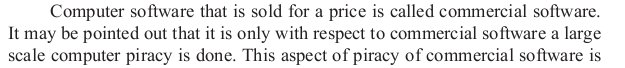 Computer software that is sold for a price is called commercial software.
It may be pointed out that it is only with respect to commercial software a large
scale computer piracy is done. This aspect of piracy of commercial software is